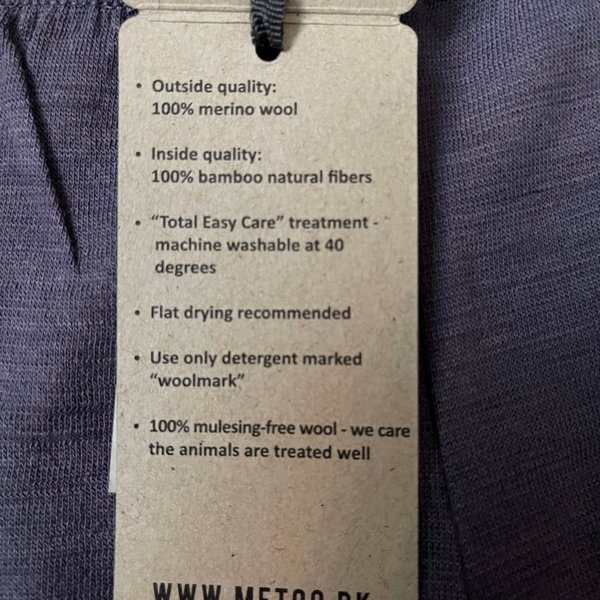 • Outside quality:
100% merino wool
• Inside quality:
100% bamboo natural fibers
• “Total Easy Care” treatment -
machine washable at 40
degrees
• Flat drying recommended
• Use only detergent marked
“woolmark”
• 100% mulesing-free wool - we care
the animals are treated well
WWW.METOO.DK